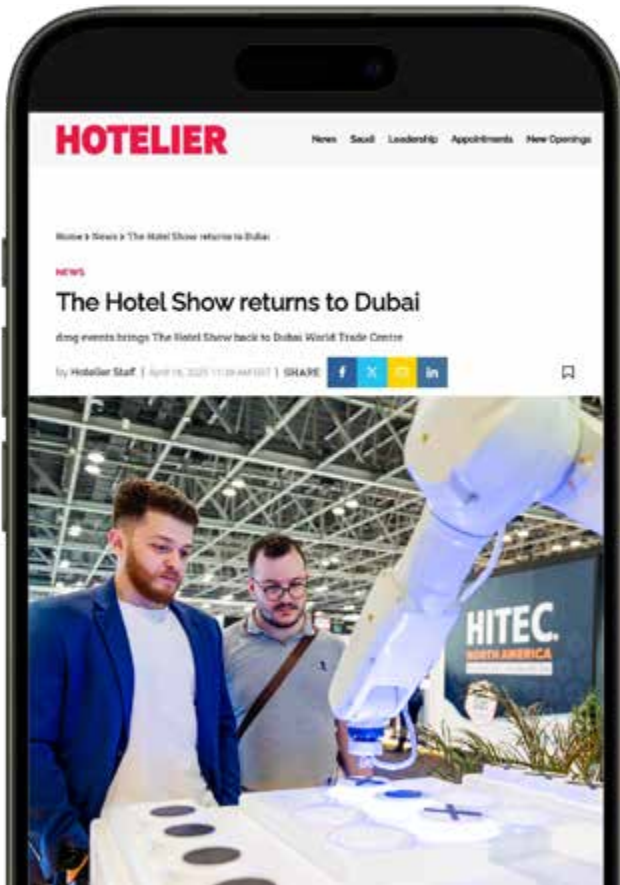 HOTELIER
News Saudi Leadership Appointments New Openings
Home > News > The Hotel Show returns to Dubai
NEWS
The Hotel Show returns to Dubai
dmg events brings The Hotel Show back to Dubai World Trade Centre
by Hotelier Staff | April 2025 | SHARE
f X in
HITEC
NORTH AMERICA